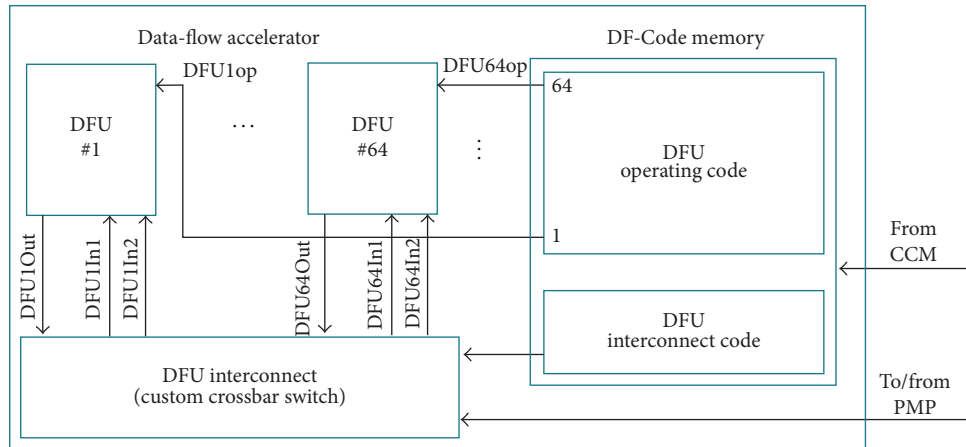 Data-flow accelerator
DF-Code memory
DFU1op
DFU64op
DFU
#1
...
DFU
#64
⋮
64
DFU
operating code
1
From
CCM
DFU1Out
DFU1In1
DFU1In2
DFU64Out
DFU64In1
DFU64In2
DFU
interconnect code
DFU interconnect
(custom crossbar switch)
To/from
PMP